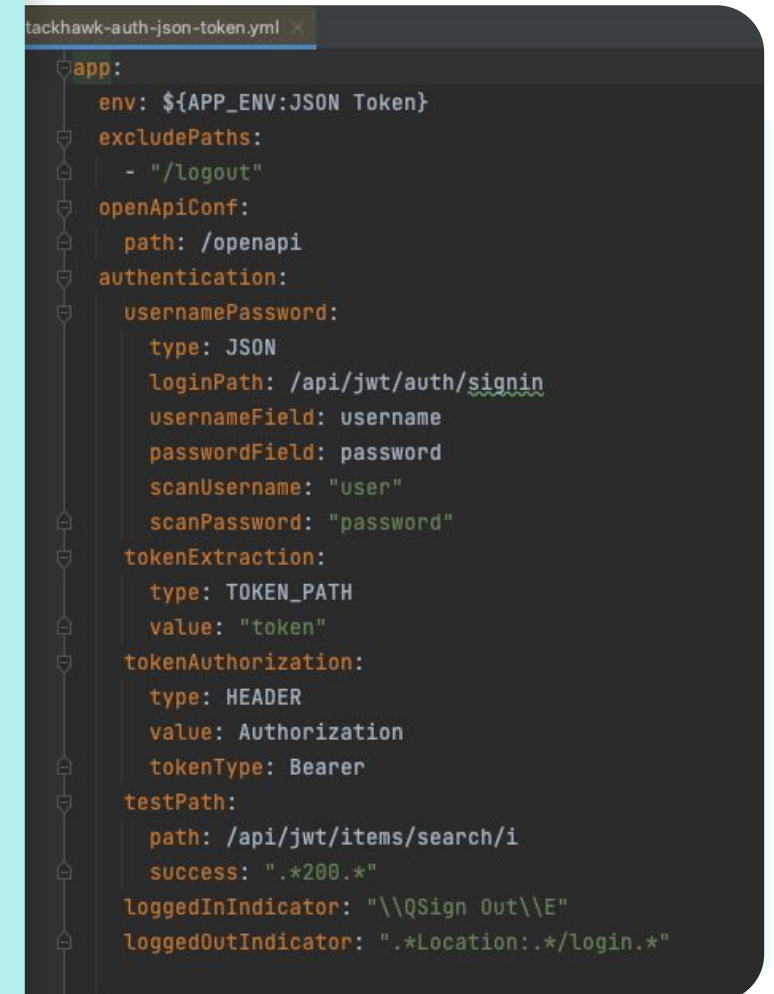 tackhawk-auth-json-token.yml
app:
  env: ${APP_ENV:JSON Token}
  excludePaths:
    - "/logout"
  openApiConf:
    path: /openapi
  authentication:
    usernamePassword:
      type: JSON
      loginPath: /api/jwt/auth/signin
      usernameField: username
      passwordField: password
      scanUsername: "user"
      scanPassword: "password"
    tokenExtraction:
      type: TOKEN_PATH
      value: "token"
    tokenAuthorization:
      type: HEADER
      value: Authorization
      tokenType: Bearer
    testPath:
      path: /api/jwt/items/search/i
      success: ".*200.*"
    loggedInIndicator: "\\QSign Out\\E"
    loggedOutIndicator: ".*Location:.*/login.*"